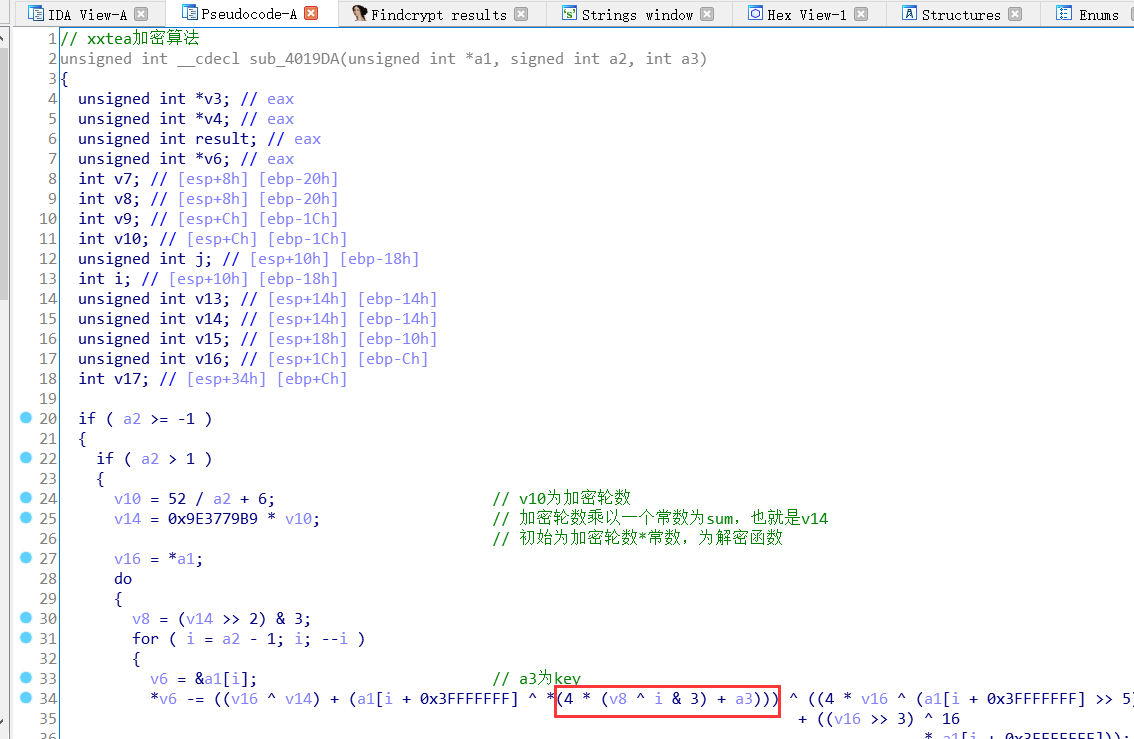 IDA View-A Pseudocode-A Findcrypt results Strings window Hex View-1 Structures Enums
1 // xxtea加密算法
2 unsigned int __cdecl sub_4019DA(unsigned int *a1, signed int a2, int a3)
3 {
4 unsigned int *v3; // eax
5 unsigned int *v4; // eax
6 unsigned int result; // eax
7 unsigned int *v6; // eax
8 int v7; // [esp+8h] [ebp-20h]
9 int v8; // [esp+8h] [ebp-20h]
10 int v9; // [esp+Ch] [ebp-1Ch]
11 int v10; // [esp+Ch] [ebp-1Ch]
12 unsigned int j; // [esp+10h] [ebp-18h]
13 int i; // [esp+10h] [ebp-18h]
14 unsigned int v13; // [esp+14h] [ebp-14h]
15 unsigned int v14; // [esp+14h] [ebp-14h]
16 unsigned int v15; // [esp+18h] [ebp-10h]
17 unsigned int v16; // [esp+1Ch] [ebp-Ch]
18 int v17; // [esp+34h] [ebp+Ch]
19
20 if ( a2 >= -1 )
21 {
22 if ( a2 > 1 )
23 {
24 v10 = 52 / a2 + 6; // v10为加密轮数
25 v14 = 0x9E3779B9 * v10; // 加密轮数乘以一个常数为sum，也就是v14
26 // 初始为加密轮数*常数，为解密函数
27 v16 = *a1;
28 do
29 {
30 v8 = (v14 >> 2) & 3;
31 for ( i = a2 - 1; i; --i )
32 {
33 v6 = &a1[i]; // a3为key
34 *v6 -= ((v16 ^ v14) + (a1[i + 0x3FFFFFFF] ^ *(4 * (v8 ^ i & 3) + a3))) ^ ((4 * v16 ^ (a1[i + 0x3FFFFFFF] >> 5)
35 + ((v16 >> 3) ^ 16
36 * a1[i + 0x3FFFFFFF]));